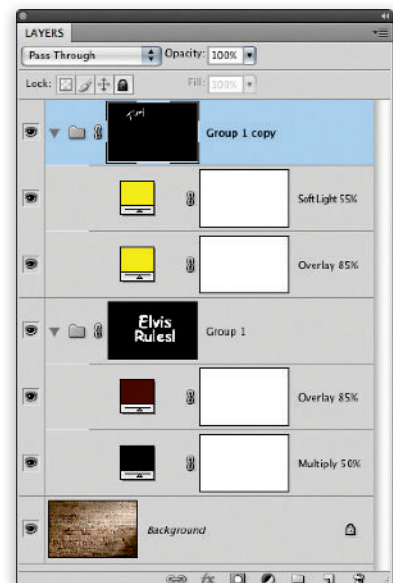 LAYERS
Pass Through Opacity: 100%
Lock: Fill: 100%
Group 1 copy
Soft Light 55%
Overlay 85%
Elvis
Rules!
Group 1
Overlay 85%
Multiply 50%
Background
fx